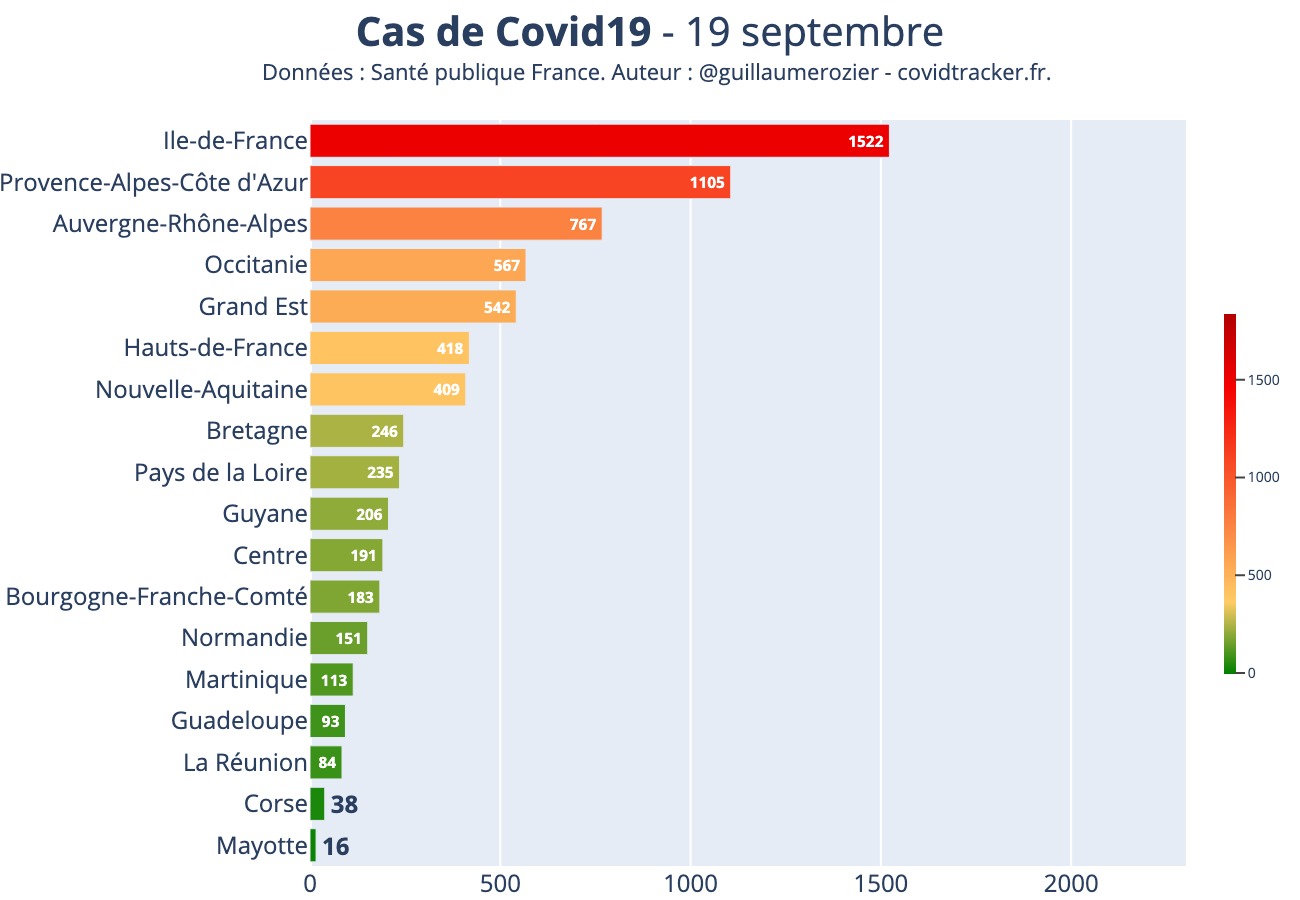 Cas de Covid19 - 19 septembre
Données : Santé publique France. Auteur : @guillaumerozier - covidtracker.fr.
Ile-de-France 1522
Provence-Alpes-Côte d'Azur 1105
Auvergne-Rhône-Alpes 767
Occitanie 567
Grand Est 542
Hauts-de-France 418
Nouvelle-Aquitaine 409
Bretagne 246
Pays de la Loire 235
Guyane 206
Centre 191
Bourgogne-Franche-Comté 183
Normandie 151
Martinique 113
Guadeloupe 93
La Réunion 84
Corse 38
Mayotte 16
0 500 1000 1500 2000
1500
1000
500
0